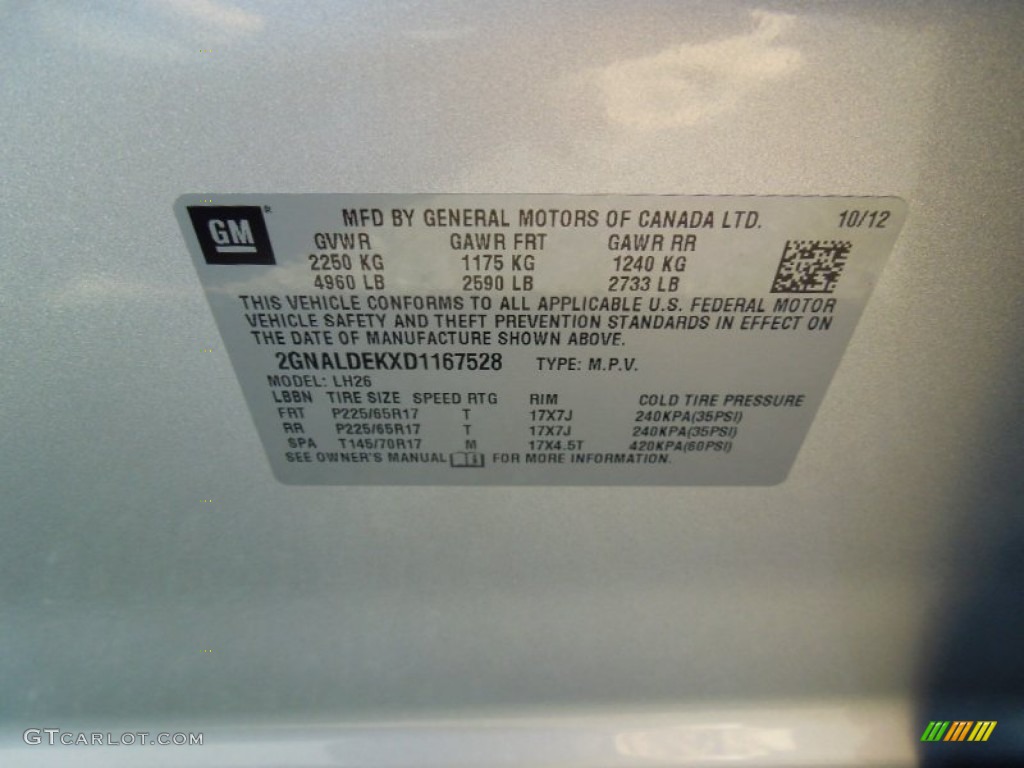 GM® MFD BY GENERAL MOTORS OF CANADA LTD. 10/12
GVWR GAWR FRT GAWR RR
2250 KG 1175 KG 1240 KG
4960 LB 2590 LB 2733 LB
THIS VEHICLE CONFORMS TO ALL APPLICABLE U.S. FEDERAL MOTOR
VEHICLE SAFETY AND THEFT PREVENTION STANDARDS IN EFFECT ON
THE DATE OF MANUFACTURE SHOWN ABOVE.
2GNALDEKXD1167528 TYPE: M.P.V.
MODEL: LH26
LBBN TIRE SIZE SPEED RTG RIM COLD TIRE PRESSURE
FRT P225/65R17 T 17X7J 240KPA(35PSI)
RR P225/65R17 T 17X7J 240KPA(35PSI)
SPA T145/70R17 M 17X4.5T 420KPA(60PSI)
SEE OWNER'S MANUAL FOR MORE INFORMATION.
GTCARLOT.COM